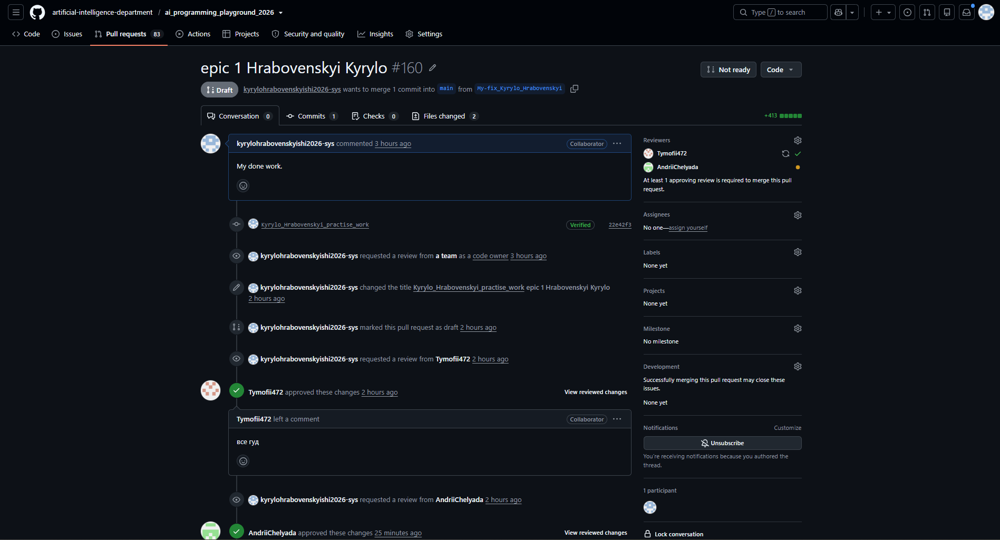 artificial-intelligence-department / ai_programming_playground_2026
Type / to search
Code Issues Pull requests 83 Actions Projects Security and quality Insights Settings
epic 1 Hrabovenskyi Kyrylo #160
Not ready Code
Draft kyrylohrabovenskyishi2026-sys wants to merge 1 commit into main from My-fix_Kyrylo_Hrabovenskyi
Conversation 0 Commits 1 Checks 0 Files changed 2
+413
kyrylohrabovenskyishi2026-sys commented 3 hours ago Collaborator
My done work.
Kyrylo_Hrabovenskyi_practise_work Verified 22e42f3
kyrylohrabovenskyishi2026-sys requested a review from a team as a code owner 3 hours ago
kyrylohrabovenskyishi2026-sys changed the title Kyrylo_Hrabovenskyi_practise_work epic 1 Hrabovenskyi Kyrylo
2 hours ago
kyrylohrabovenskyishi2026-sys marked this pull request as draft 2 hours ago
kyrylohrabovenskyishi2026-sys requested a review from Tymofii472 2 hours ago
Tymofii472 approved these changes 2 hours ago View reviewed changes
Tymofii472 left a comment Collaborator
все гуд
kyrylohrabovenskyishi2026-sys requested a review from AndriiChelyada 2 hours ago
AndriiChelyada approved these changes 25 minutes ago View reviewed changes
Reviewers
Tymofii472
AndriiChelyada
At least 1 approving review is required to merge this pull
request.
Assignees
No one—assign yourself
Labels
None yet
Projects
None yet
Milestone
No milestone
Development
Successfully merging this pull request may close these
issues.
None yet
Notifications Customize
Unsubscribe
You're receiving notifications because you authored the
thread.
1 participant
Lock conversation